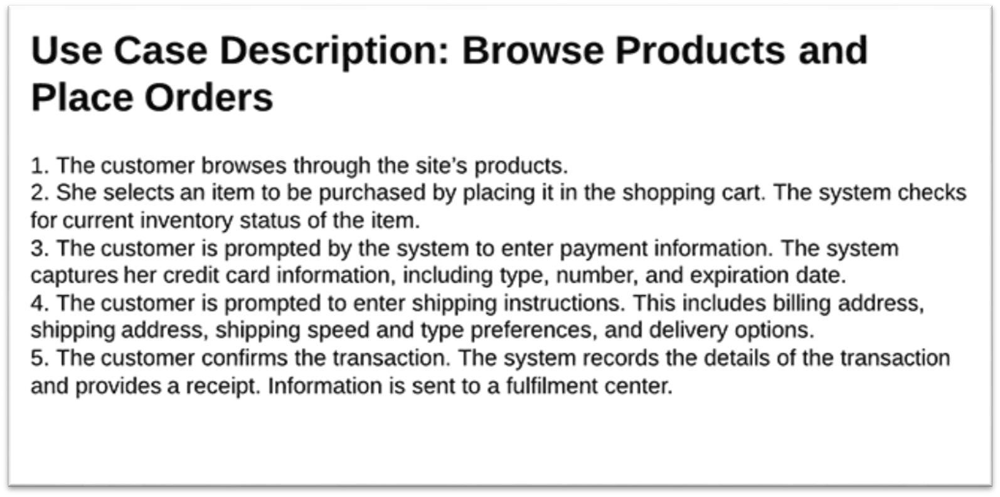 Use Case Description: Browse Products and
Place Orders
1. The customer browses through the site’s products.
2. She selects an item to be purchased by placing it in the shopping cart. The system checks
for current inventory status of the item.
3. The customer is prompted by the system to enter payment information. The system
captures her credit card information, including type, number, and expiration date.
4. The customer is prompted to enter shipping instructions. This includes billing address,
shipping address, shipping speed and type preferences, and delivery options.
5. The customer confirms the transaction. The system records the details of the transaction
and provides a receipt. Information is sent to a fulfilment center.